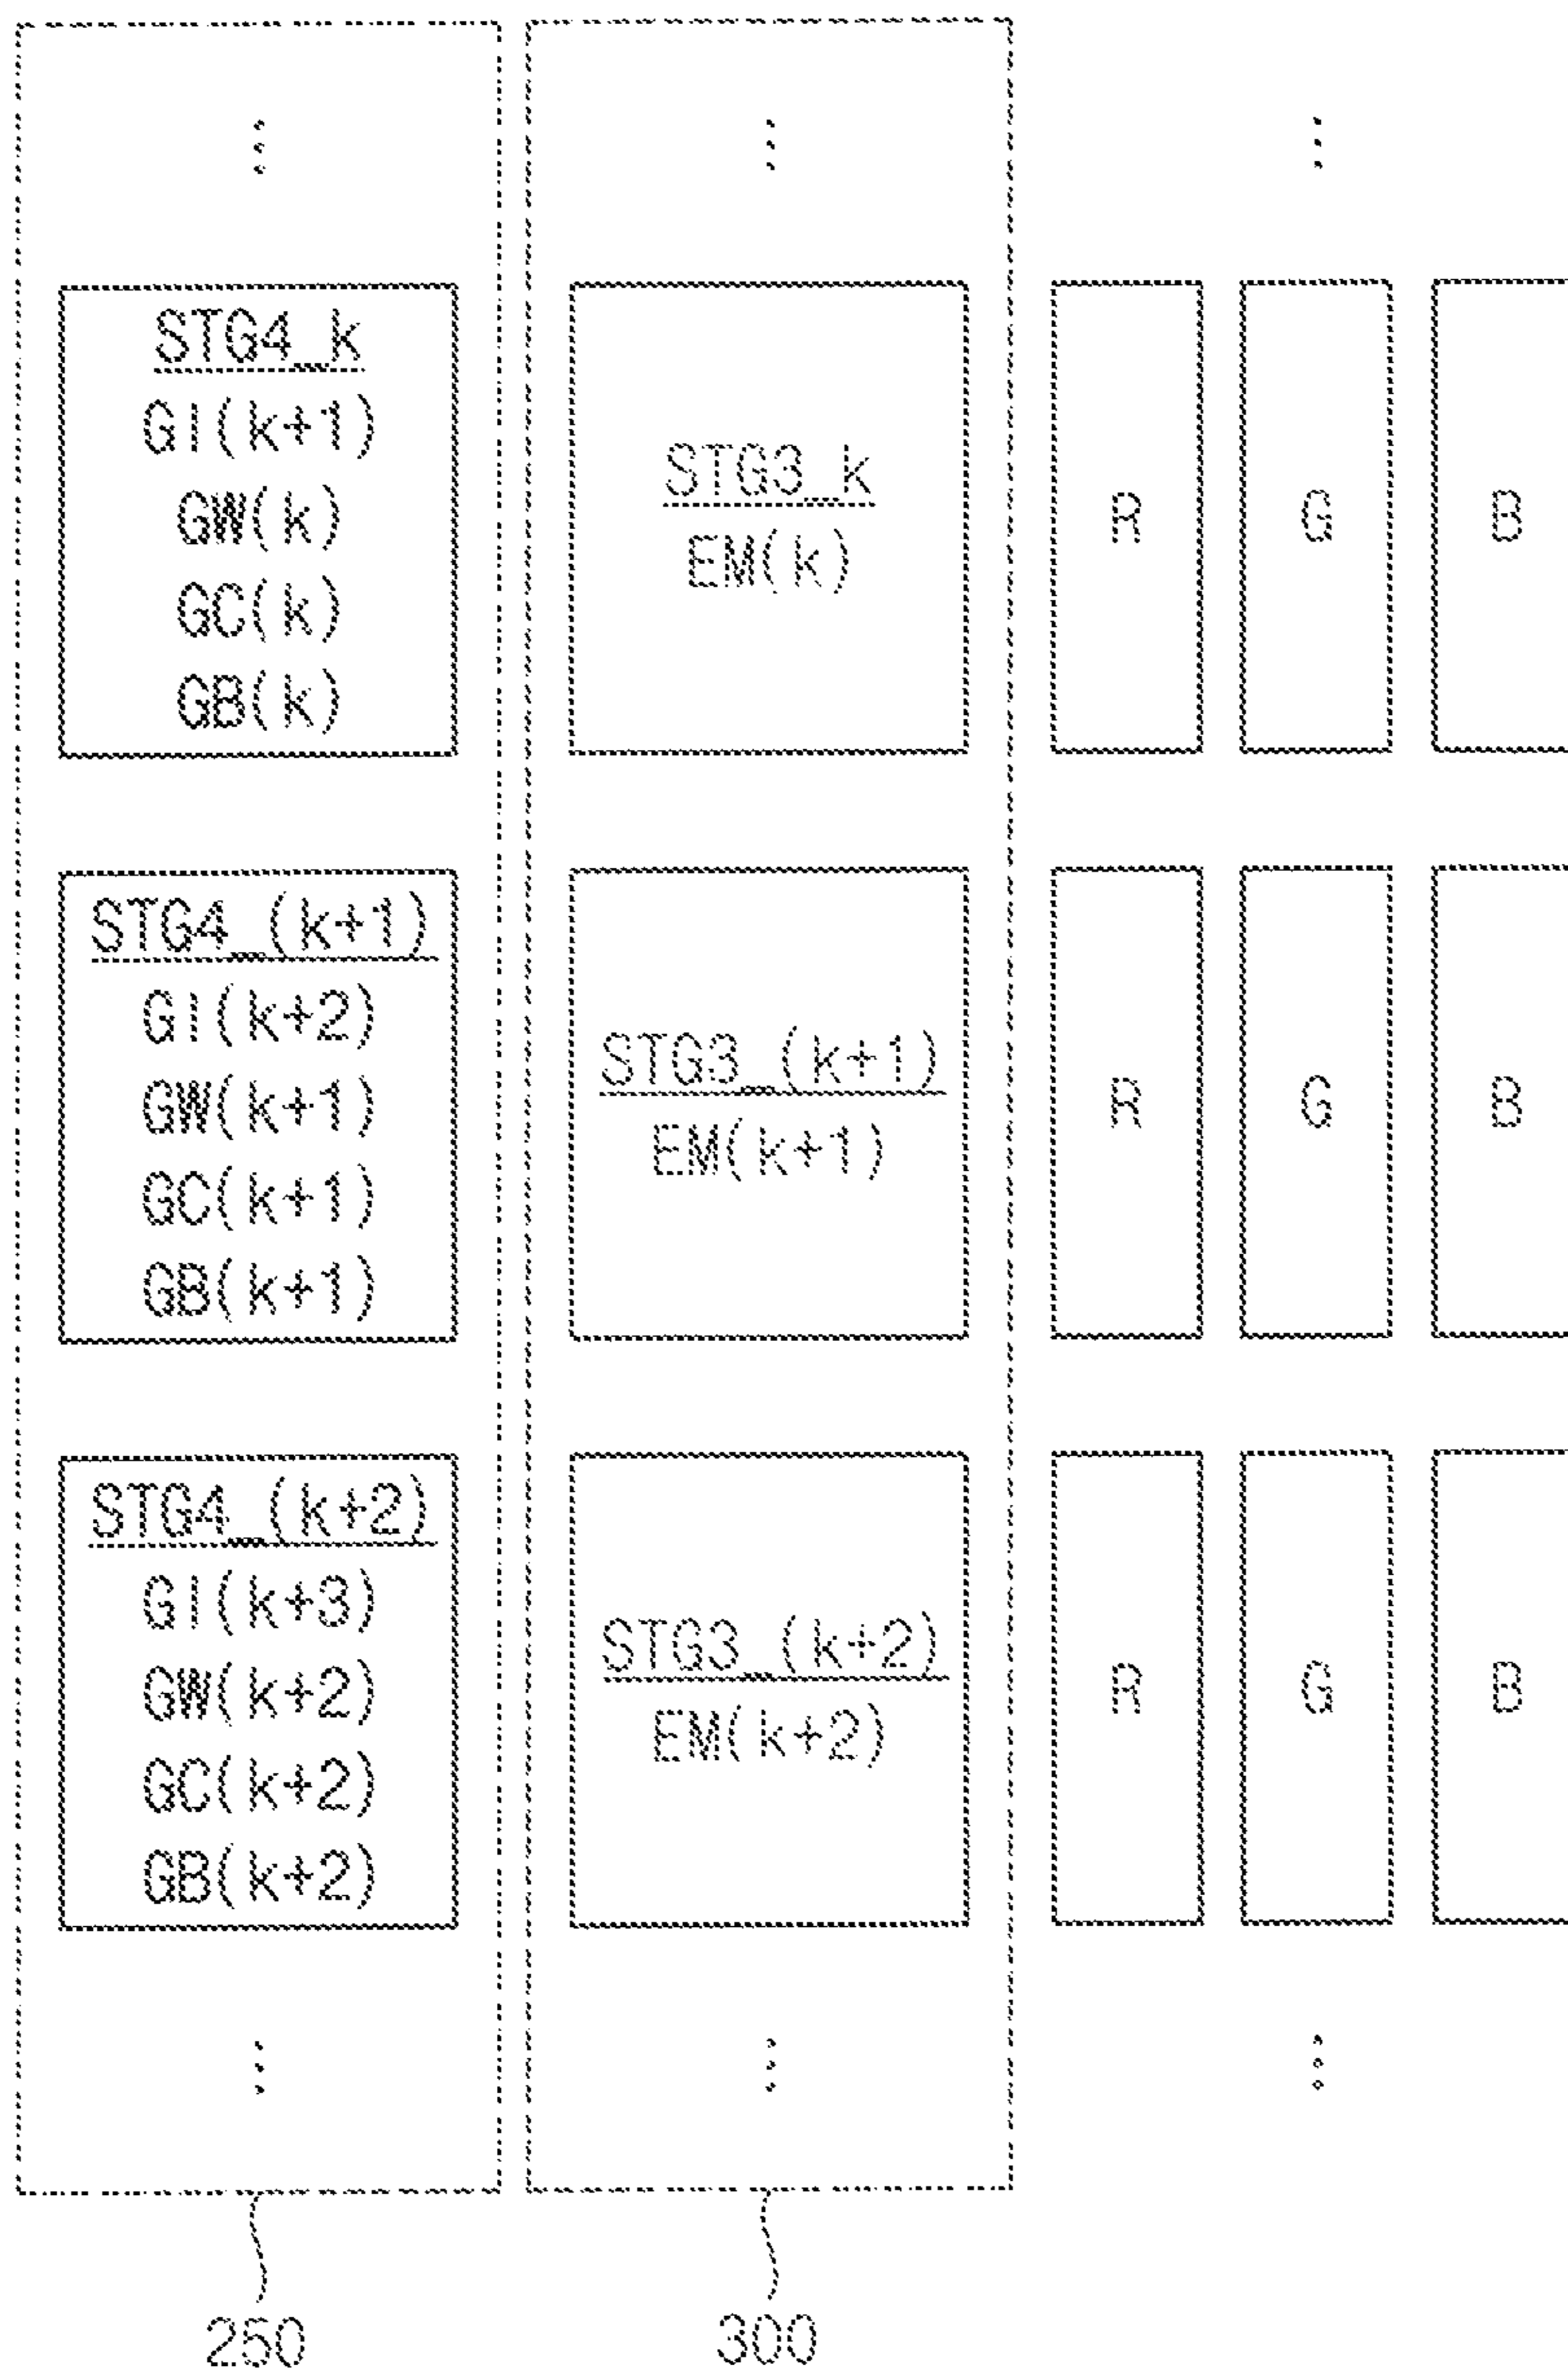 ⋮ ⋮ ⋮
STG4_k
GI(k+1)
GW(k)
GC(k)
GB(k)
STG3_k
EM(k)
R G B
STG4_(k+1)
GI(k+2)
GW(k+1)
GC(k+1)
GB(k+1)
STG3_(k+1)
EM(k+1)
R G B
STG4_(k+2)
GI(k+3)
GW(k+2)
GC(k+2)
GB(k+2)
STG3_(k+2)
EM(k+2)
R G B
⋮ ⋮ ⋮
250 300